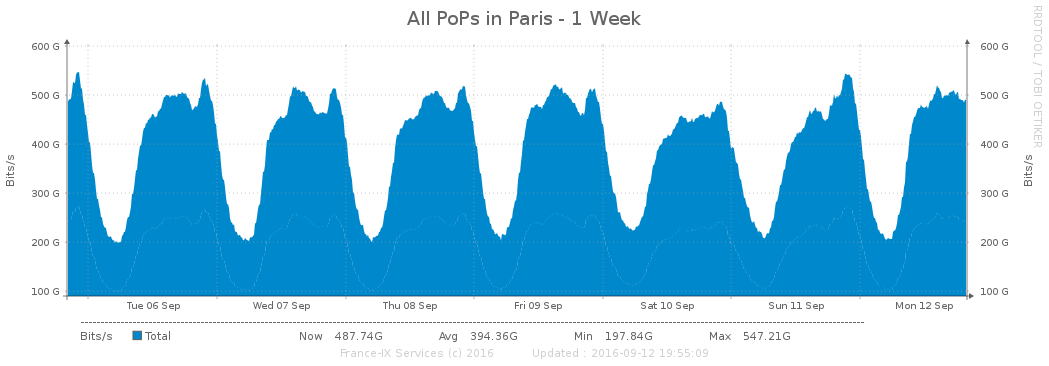 All PoPs in Paris - 1 Week
RRDTOOL / TOBI OETIKER
Bits/s
Bits/s
600 G 600 G
500 G 500 G
400 G 400 G
300 G 300 G
200 G 200 G
100 G 100 G
Tue 06 Sep Wed 07 Sep Thu 08 Sep Fri 09 Sep Sat 10 Sep Sun 11 Sep Mon 12 Sep
Bits/s Total Now 487.74G Avg 394.36G Min 197.84G Max 547.21G
France-IX Services (c) 2016 Updated : 2016-09-12 19:55:09